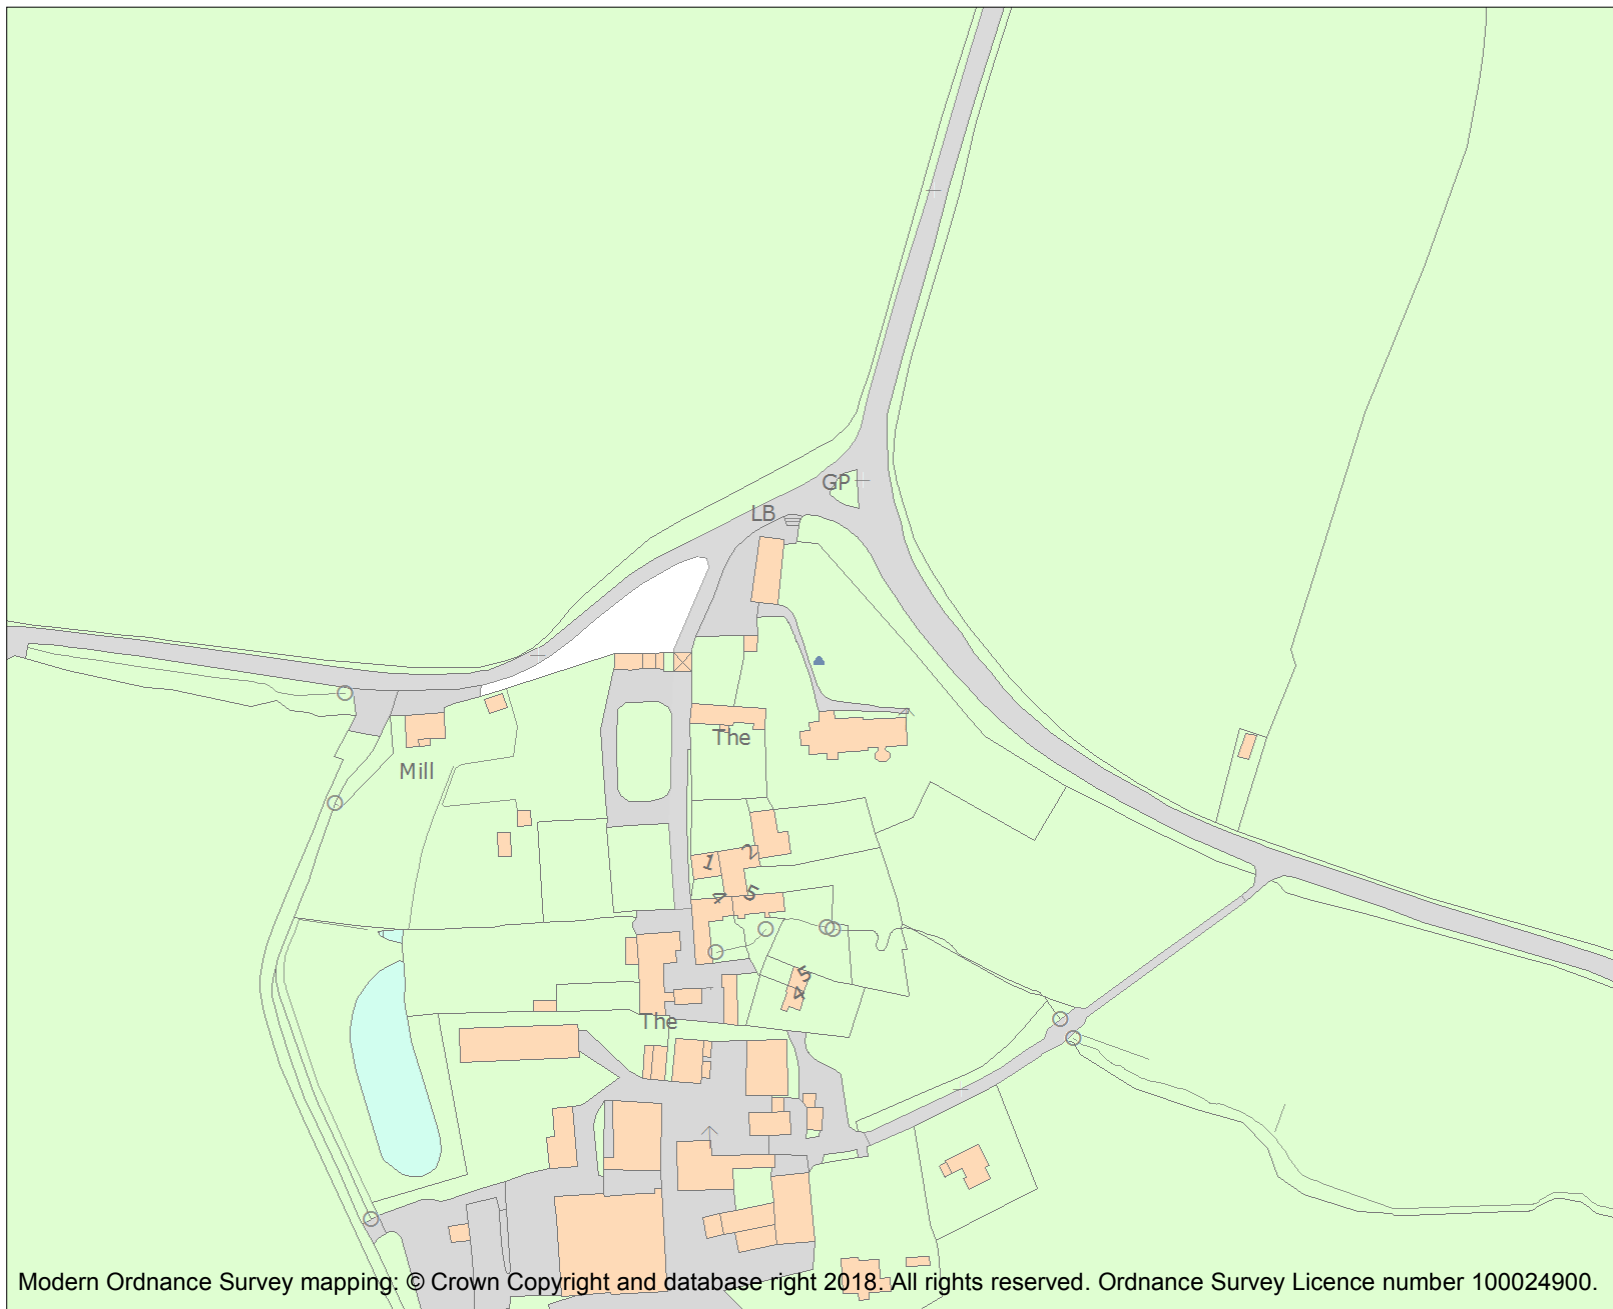 GP
LB
The
Mill
1
2
4
5
5
4
The
Modern Ordnance Survey mapping: © Crown Copyright and database right 2018. All rights reserved. Ordnance Survey Licence number 100024900.